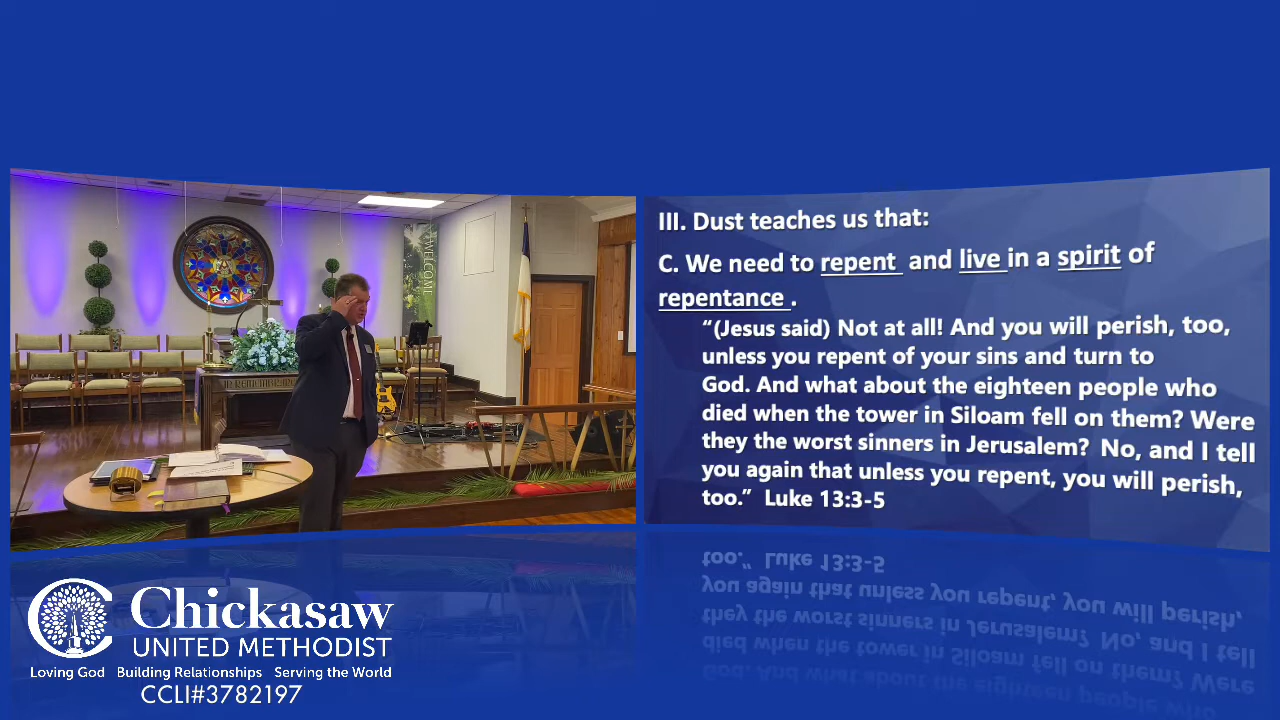 WELCOME!
IN REMEMBRANCE
III. Dust teaches us that:
C. We need to repent and live in a spirit of
repentance .
“(Jesus said) Not at all! And you will perish, too,
unless you repent of your sins and turn to
God. And what about the eighteen people who
died when the tower in Siloam fell on them? Were
they the worst sinners in Jerusalem? No, and I tell
you again that unless you repent, you will perish,
too.” Luke 13:3-5
Chickasaw
UNITED METHODIST
Loving God Building Relationships Serving the World
CCLI#3782197